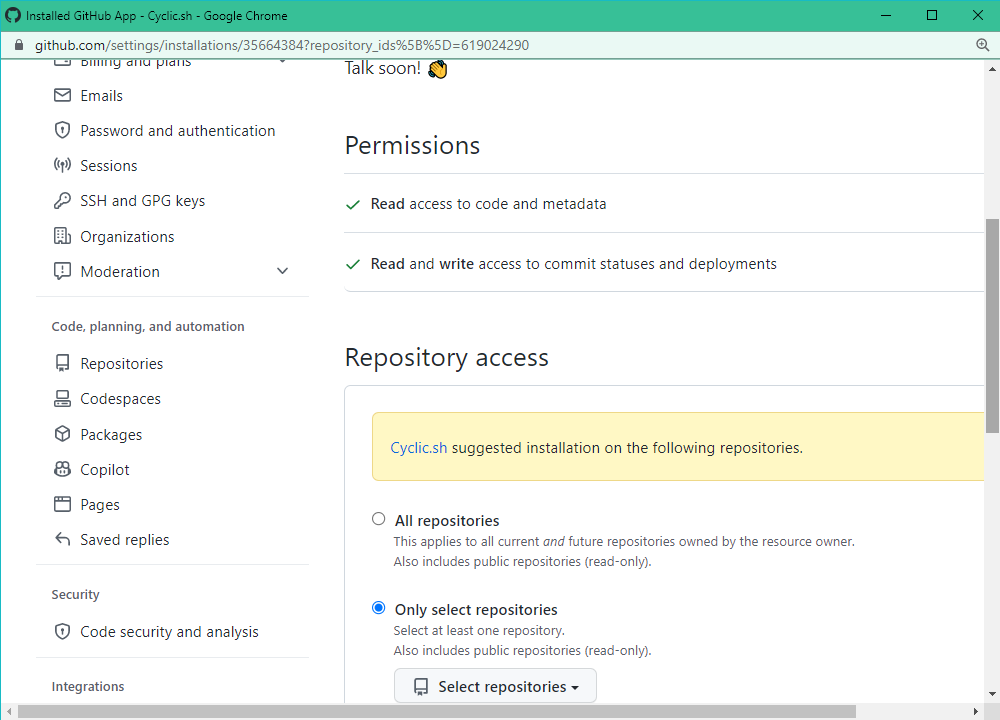 Installed GitHub App - Cyclic.sh - Google Chrome
github.com/settings/installations/35664384?repository_ids%5B%5D=619024290
Billing and plans
Emails
Password and authentication
Sessions
SSH and GPG keys
Organizations
Moderation
Code, planning, and automation
Repositories
Codespaces
Packages
Copilot
Pages
Saved replies
Security
Code security and analysis
Integrations
Talk soon! 👏
Permissions
Read access to code and metadata
Read and write access to commit statuses and deployments
Repository access
Cyclic.sh suggested installation on the following repositories.
All repositories
This applies to all current and future repositories owned by the resource owner.
Also includes public repositories (read-only).
Only select repositories
Select at least one repository.
Also includes public repositories (read-only).
Select repositories